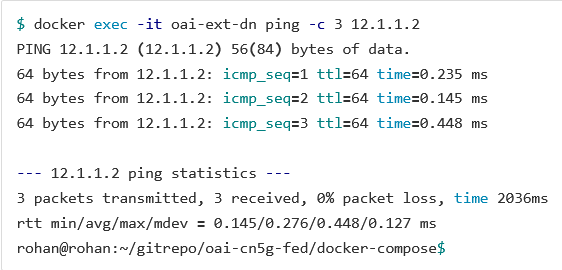 $ docker exec -it oai-ext-dn ping -c 3 12.1.1.2
PING 12.1.1.2 (12.1.1.2) 56(84) bytes of data.
64 bytes from 12.1.1.2: icmp_seq=1 ttl=64 time=0.235 ms
64 bytes from 12.1.1.2: icmp_seq=2 ttl=64 time=0.145 ms
64 bytes from 12.1.1.2: icmp_seq=3 ttl=64 time=0.448 ms
--- 12.1.1.2 ping statistics ---
3 packets transmitted, 3 received, 0% packet loss, time 2036ms
rtt min/avg/max/mdev = 0.145/0.276/0.448/0.127 ms
rohan@rohan:~/gitrepo/oai-cn5g-fed/docker-compose$